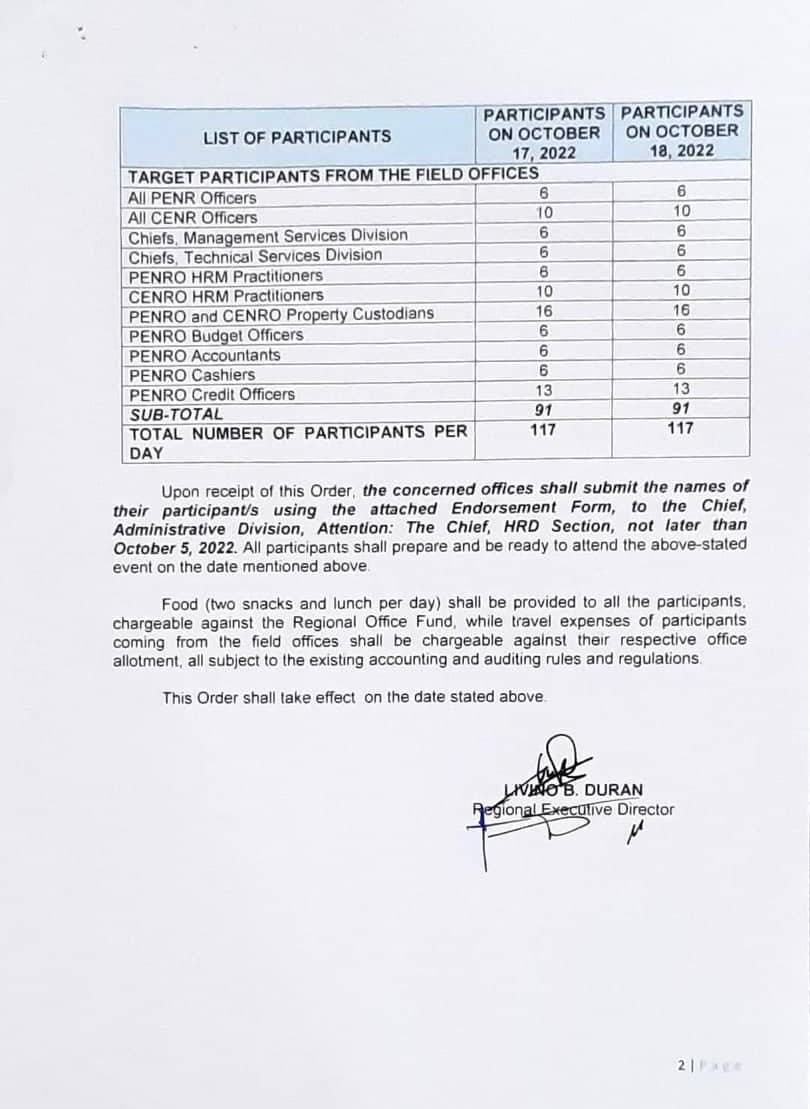 LIST OF PARTICIPANTS PARTICIPANTS ON OCTOBER 17, 2022 PARTICIPANTS ON OCTOBER 18, 2022
TARGET PARTICIPANTS FROM THE FIELD OFFICES
All PENR Officers 6 6
All CENR Officers 10 10
Chiefs, Management Services Division 6 6
Chiefs, Technical Services Division 6 6
PENRO HRM Practitioners 6 6
CENRO HRM Practitioners 10 10
PENRO and CENRO Property Custodians 16 16
PENRO Budget Officers 6 6
PENRO Accountants 6 6
PENRO Cashiers 6 6
PENRO Credit Officers 13 13
SUB-TOTAL 91 91
TOTAL NUMBER OF PARTICIPANTS PER DAY 117 117
Upon receipt of this Order, the concerned offices shall submit the names of
their participant/s using the attached Endorsement Form, to the Chief,
Administrative Division, Attention: The Chief, HRD Section, not later than
October 5, 2022. All participants shall prepare and be ready to attend the above-stated
event on the date mentioned above.
Food (two snacks and lunch per day) shall be provided to all the participants,
chargeable against the Regional Office Fund, while travel expenses of participants
coming from the field offices shall be chargeable against their respective office
allotment, all subject to the existing accounting and auditing rules and regulations.
This Order shall take effect on the date stated above.
LIVINO B. DURAN
Regional Executive Director
2 | Page